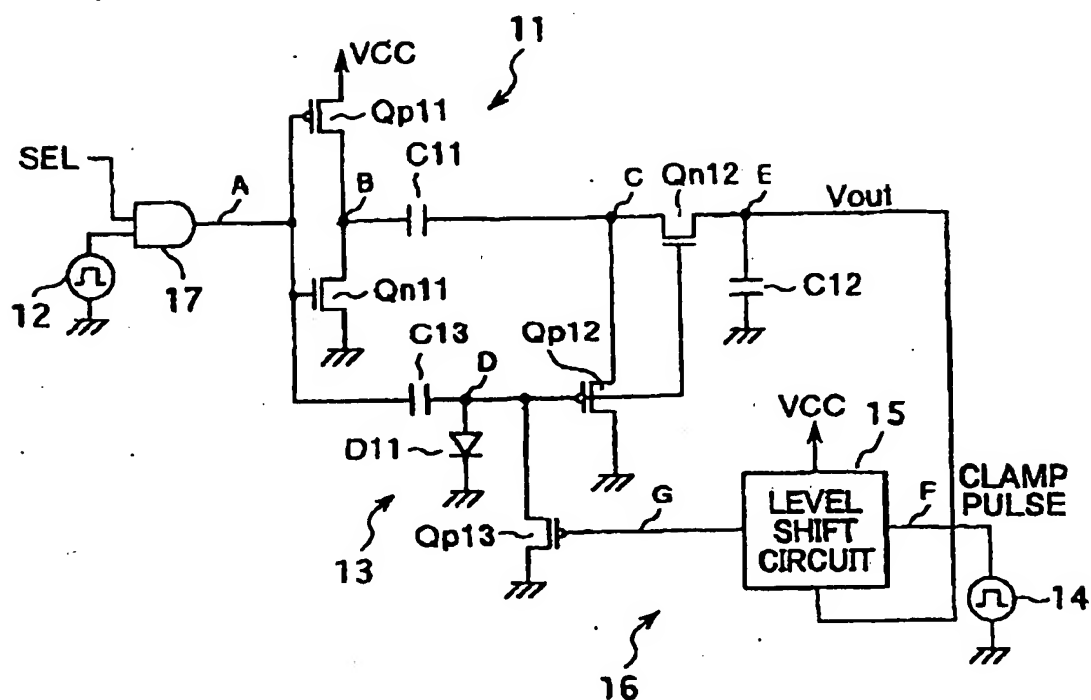 11
VCC
Qp11
C11
SEL
A
B
C
Qn12
E
Vout
12
17
Qn11
C12
C13
Qp12
D
D11
VCC
15
CLAMP
PULSE
LEVEL
SHIFT
CIRCUIT
F
G
Qp13
13
14
16